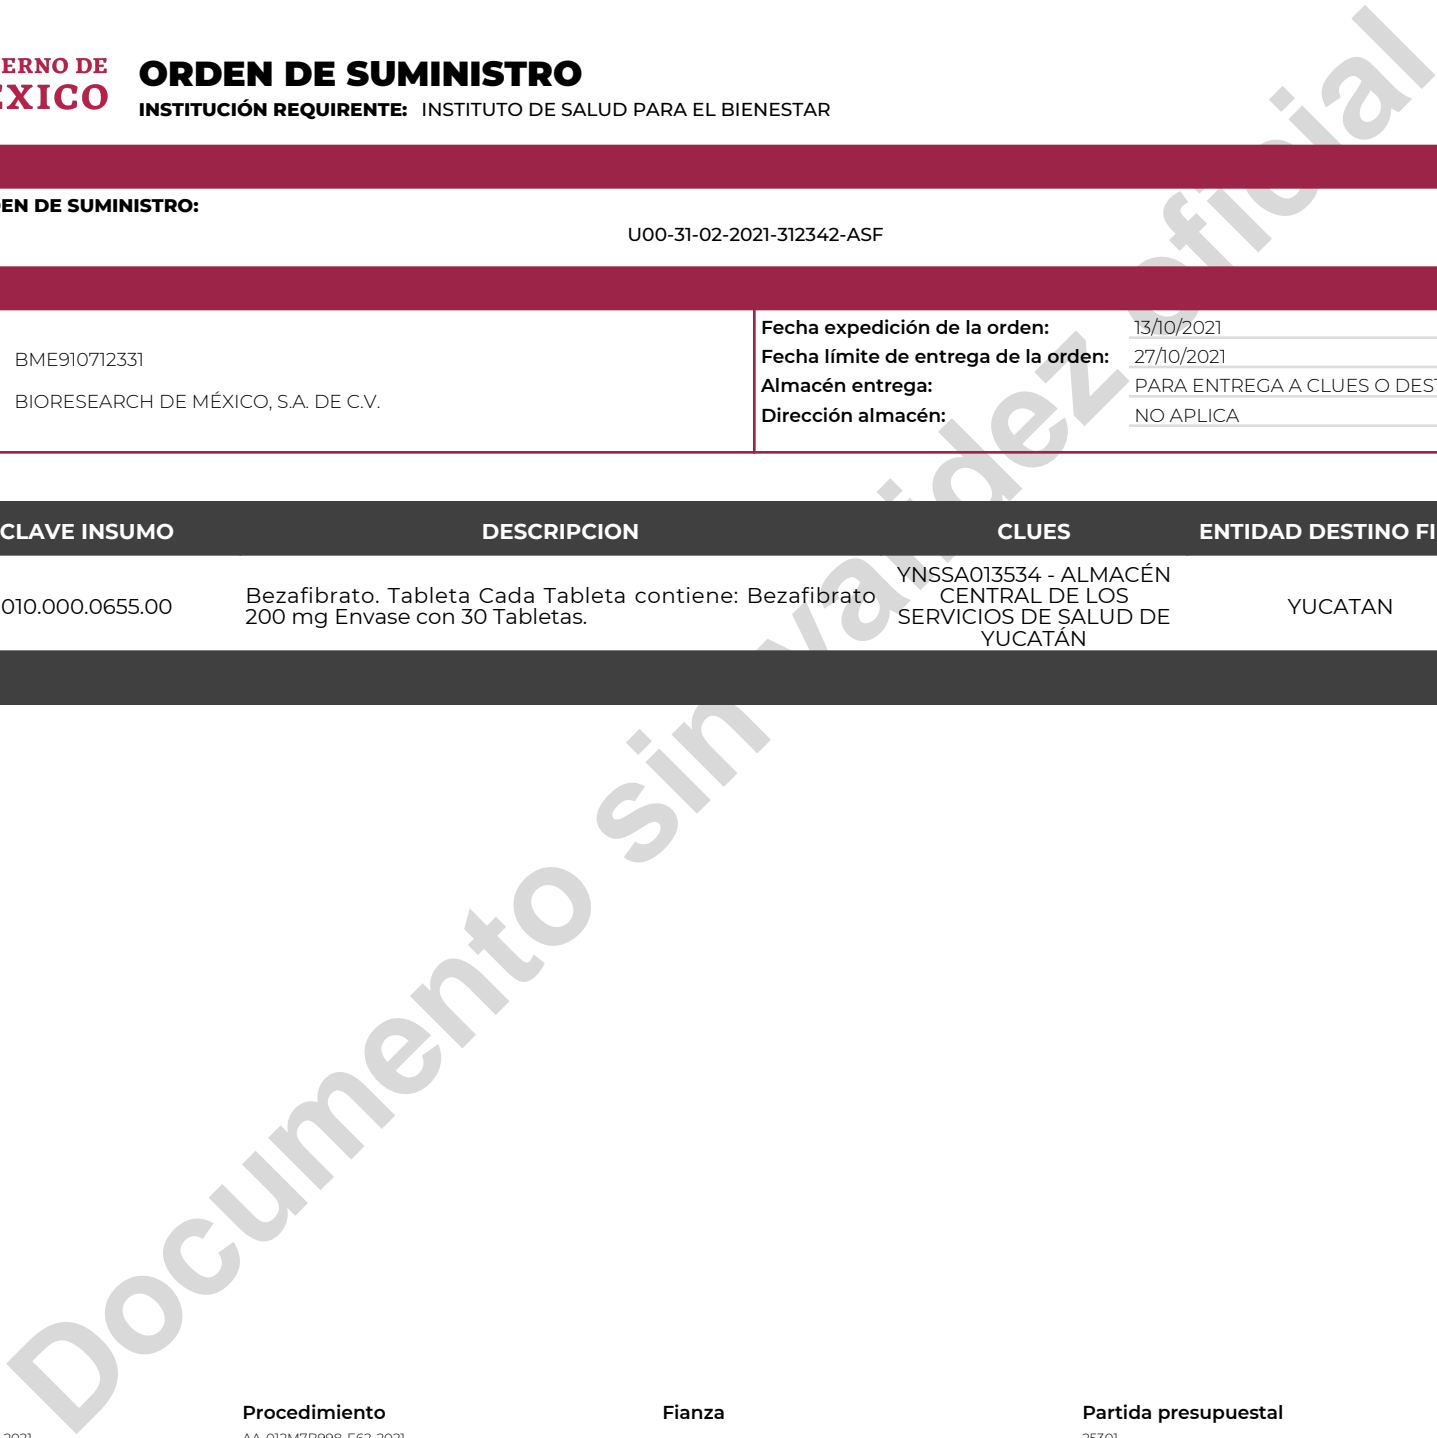 ERNO DE
EXICO
ORDEN DE SUMINISTRO
INSTITUCIÓN REQUIRENTE: INSTITUTO DE SALUD PARA EL BIENESTAR
EN DE SUMINISTRO:
U00-31-02-2021-312342-ASF
BME910712331
BIORESEARCH DE MÉXICO, S.A. DE C.V.
Fecha expedición de la orden: 13/10/2021
Fecha límite de entrega de la orden: 27/10/2021
Almacén entrega: PARA ENTREGA A CLUES O DEST
Dirección almacén: NO APLICA
CLAVE INSUMO DESCRIPCION CLUES ENTIDAD DESTINO FI
010.000.0655.00
Bezafibrato. Tableta Cada Tableta contiene: Bezafibrato
200 mg Envase con 30 Tabletas.
YNSSA013534 - ALMACÉN
CENTRAL DE LOS
SERVICIOS DE SALUD DE
YUCATÁN
YUCATAN
Documento sin validez oficial
Procedimiento Fianza Partida presupuestal